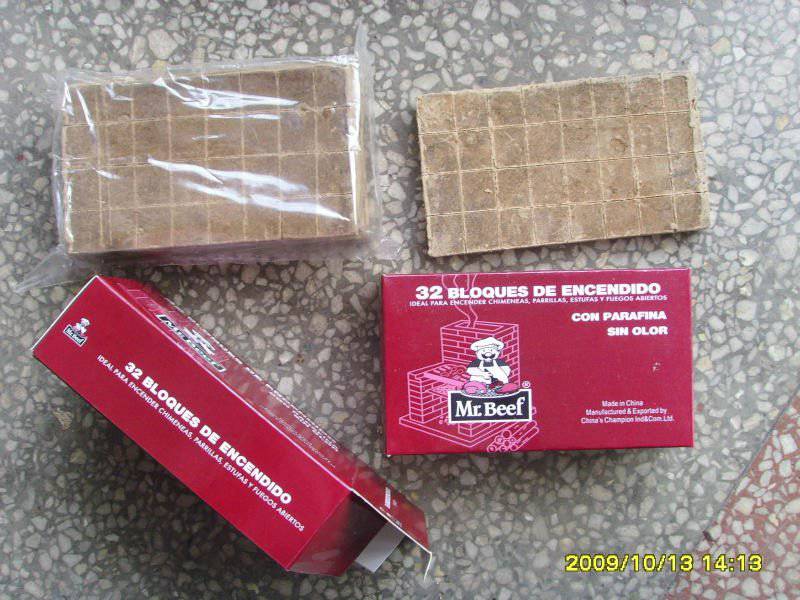 32 BLOQUES DE ENCENDIDO
IDEAL PARA ENCENDER CHIMENEAS, PARRILLAS, ESTUFAS Y FUEGOS ABIERTOS
CON PARAFINA
SIN OLOR
Mr. Beef®
Made in China
Manufactured & Exported by
China's Champion Ind&Com.Ltd.
Mr. Beef
32 BLOQUES DE ENCENDIDO
IDEAL PARA ENCENDER CHIMENEAS, PARRILLAS, ESTUFAS Y FUEGOS ABIERTOS
2009/10/13 14:13